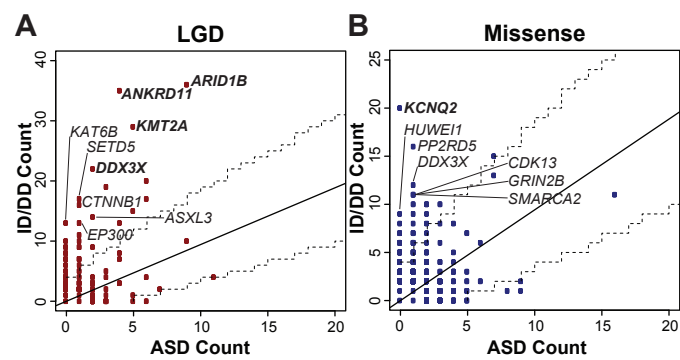 A
LGD
ID/DD Count
40
30
20
10
0
ARID1B
ANKRD11
KMT2A
KAT6B
SETD5
DDX3X
CTNNB1
ASXL3
EP300
0 5 10 15 20
ASD Count
B
Missense
ID/DD Count
25
20
15
10
5
0
KCNQ2
HUWEI1
PP2RD5
DDX3X
CDK13
GRIN2B
SMARCA2
0 5 10 15 20
ASD Count